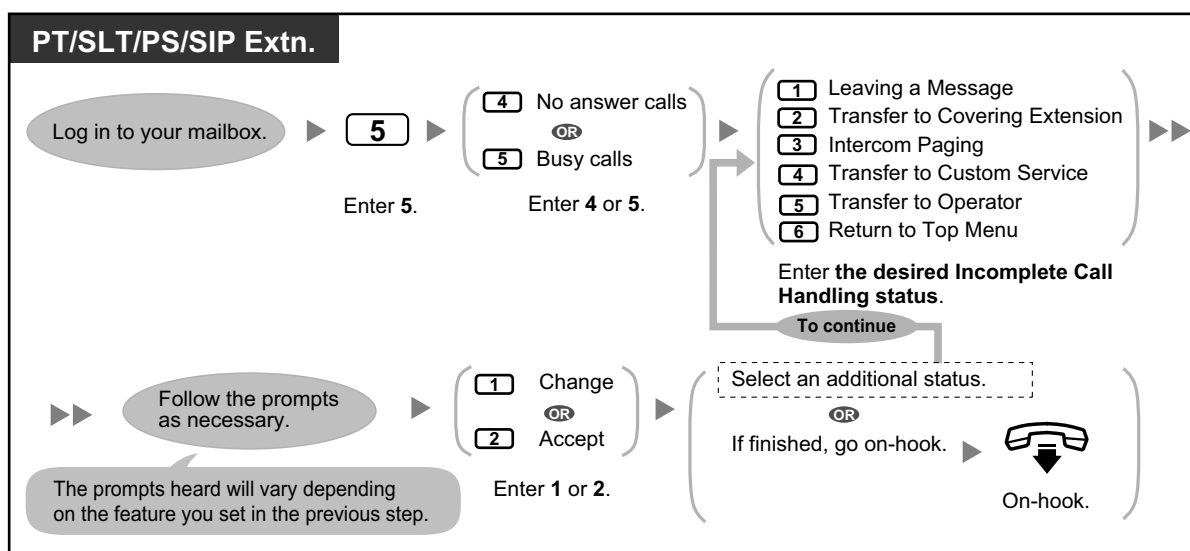 PT/SLT/PS/SIP Extn.
Log in to your mailbox.
5
Enter 5.
4 No answer calls
OR
5 Busy calls
Enter 4 or 5.
1 Leaving a Message
2 Transfer to Covering Extension
3 Intercom Paging
4 Transfer to Custom Service
5 Transfer to Operator
6 Return to Top Menu
Enter the desired Incomplete Call
Handling status.
To continue
Follow the prompts
as necessary.
The prompts heard will vary depending
on the feature you set in the previous step.
1 Change
OR
2 Accept
Enter 1 or 2.
Select an additional status.
OR
If finished, go on-hook.
On-hook.